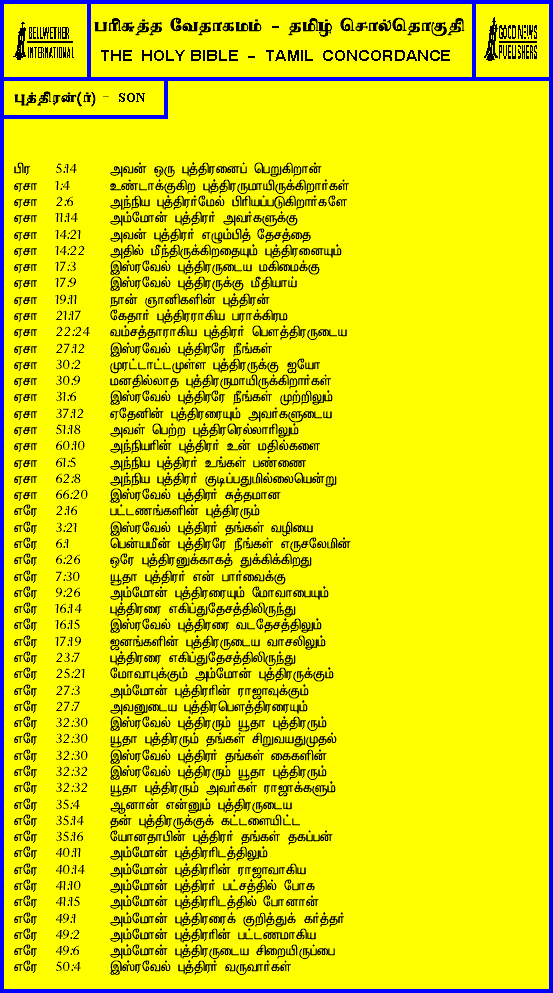 BELLWETHER
INTERNATIONAL
பரிசுத்த வேதாகமம் - தமிழ் சொல்தொகுதி
THE HOLY BIBLE - TAMIL CONCORDANCE
GOOD NEWS
PUBLISHERS
புத்திரன்(ர்) - SON
பிர 5:14 அவன் ஒரு புத்திரனைப் பெறுகிறான்
ஏசா 1:4 உண்டாக்குகிற புத்திரருமாயிருக்கிறார்கள்
ஏசா 2:6 அந்நிய புத்திரர்மேல் பிரியப்படுகிறார்களே
ஏசா 11:14 அம்மோன் புத்திரர் அவர்களுக்கு
ஏசா 14:21 அவன் புத்திரர் எழும்பித் தேசத்தை
ஏசா 14:22 அதில் மீந்திருக்கிறதையும் புத்திரனையும்
ஏசா 17:3 இஸ்ரவேல் புத்திரருடைய மகிமைக்கு
ஏசா 17:9 இஸ்ரவேல் புத்திரருக்கு மீதியாய்
ஏசா 19:11 நான் ஞானிகளின் புத்திரன்
ஏசா 21:17 கேதார் புத்திரராகிய பராக்கிரம
ஏசா 22:24 வம்சத்தாராகிய புத்திரர் பௌத்திரருடைய
ஏசா 27:12 இஸ்ரவேல் புத்திரரே நீங்கள்
ஏசா 30:2 முரட்டாட்டமுள்ள புத்திரருக்கு ஐயோ
ஏசா 30:9 மனதில்லாத புத்திரருமாயிருக்கிறார்கள்
ஏசா 31:6 இஸ்ரவேல் புத்திரரே நீங்கள் முற்றிலும்
ஏசா 37:12 ஏதேனின் புத்திரரையும் அவர்களுடைய
ஏசா 51:18 அவள் பெற்ற புத்திரரெல்லாரிலும்
ஏசா 60:10 அந்நியரின் புத்திரர் உன் மதில்களை
ஏசா 61:5 அந்நிய புத்திரர் உங்கள் பண்ணை
ஏசா 62:8 அந்நிய புத்திரர் குடிப்பதுமில்லையென்று
ஏசா 66:20 இஸ்ரவேல் புத்திரர் சுத்தமான
எரே 2:16 பட்டணங்களின் புத்திரரும்
எரே 3:21 இஸ்ரவேல் புத்திரர் தங்கள் வழியை
எரே 6:1 பென்யமீன் புத்திரரே நீங்கள் எருசலேமின்
எரே 6:26 ஒரே புத்திரனுக்காகத் துக்கிக்கிறது
எரே 7:30 யூதா புத்திரர் என் பார்வைக்கு
எரே 9:26 அம்மோன் புத்திரரையும் மோவாபையும்
எரே 16:14 புத்திரரை எகிப்துதேசத்திலிருந்து
எரே 16:15 இஸ்ரவேல் புத்திரரை வடதேசத்திலும்
எரே 17:19 ஜனங்களின் புத்திரருடைய வாசலிலும்
எரே 23:7 புத்திரரை எகிப்துதேசத்திலிருந்து
எரே 25:21 மோவாபுக்கும் அம்மோன் புத்திரருக்கும்
எரே 27:3 அம்மோன் புத்திரரின் ராஜாவுக்கும்
எரே 27:7 அவனுடைய புத்திரபௌத்திரரையும்
எரே 32:30 இஸ்ரவேல் புத்திரரும் யூதா புத்திரரும்
எரே 32:30 யூதா புத்திரரும் தங்கள் சிறுவயதுமுதல்
எரே 32:30 இஸ்ரவேல் புத்திரர் தங்கள் கைகளின்
எரே 32:32 இஸ்ரவேல் புத்திரரும் யூதா புத்திரரும்
எரே 32:32 யூதா புத்திரரும் அவர்கள் ராஜாக்களும்
எரே 35:4 ஆனான் என்னும் புத்திரருடைய
எரே 35:14 தன் புத்திரருக்குக் கட்டளையிட்ட
எரே 35:16 யோனதாபின் புத்திரர் தங்கள் தகப்பன்
எரே 40:11 அம்மோன் புத்திரரிடத்திலும்
எரே 40:14 அம்மோன் புத்திரரின் ராஜாவாகிய
எரே 41:10 அம்மோன் புத்திரர் பட்சத்தில் போக
எரே 41:15 அம்மோன் புத்திரரிடத்தில் போனான்
எரே 49:1 அம்மோன் புத்திரரைக் குறித்துக் கர்த்தர்
எரே 49:2 அம்மோன் புத்திரரின் பட்டணமாகிய
எரே 49:6 அம்மோன் புத்திரருடைய சிறையிருப்பை
எரே 50:4 இஸ்ரவேல் புத்திரர் வருவார்கள்